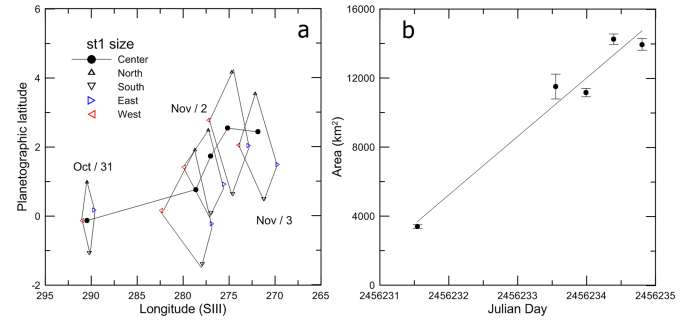 a
st1 size
Center
North
South
East
West
Oct / 31
Nov / 2
Nov / 3
6
4
2
0
-2
295
290
285
280
275
270
265
Planetographic latitude
Longitude (SIII)
b
16000
12000
8000
4000
0
2456231
2456232
2456233
2456234
2456235
Area (km²)
Julian Day